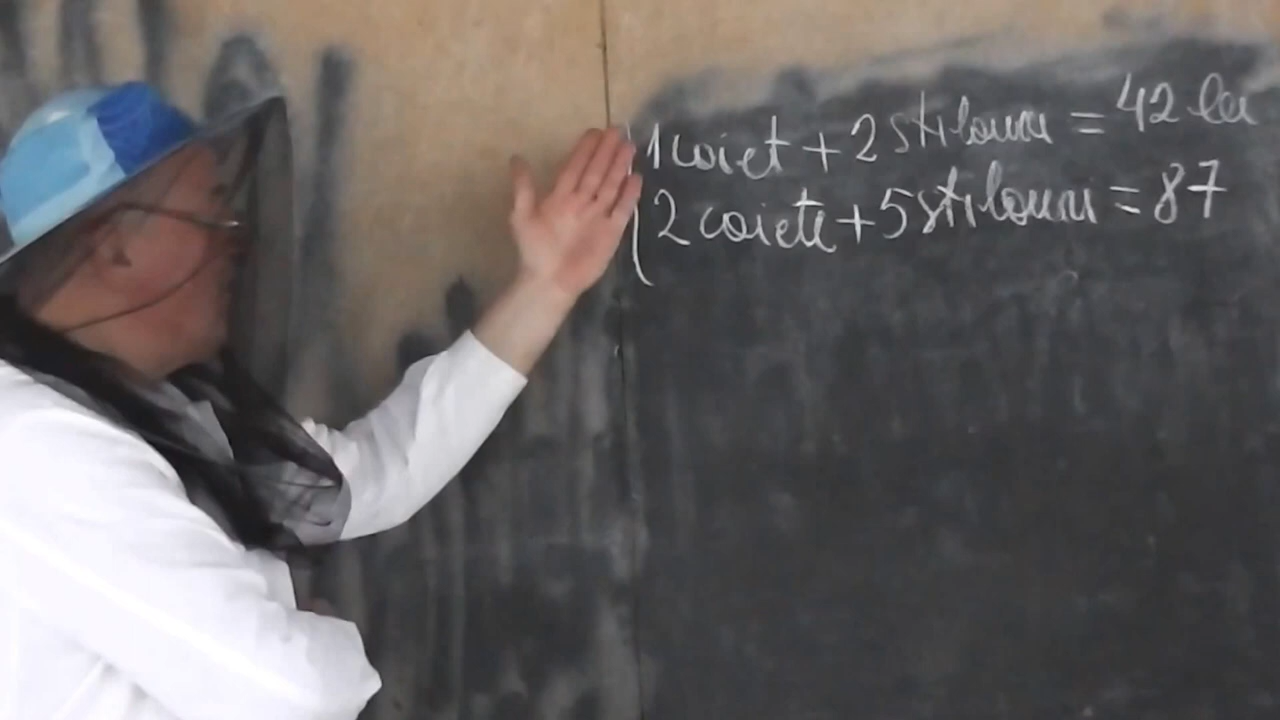 1 caiet + 2 stilouri = 42 lei
2 caiete + 5 stilouri = 87